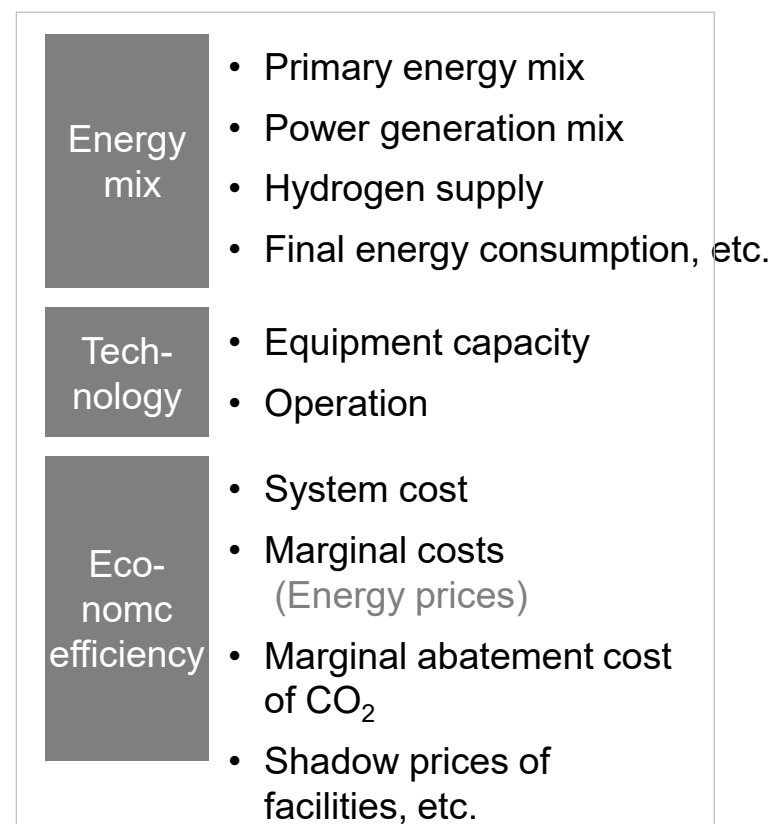 Energy
mix
• Primary energy mix
• Power generation mix
• Hydrogen supply
• Final energy consumption, etc.
Tech-
nology
• Equipment capacity
• Operation
Eco-
nomc
efficiency
• System cost
• Marginal costs
(Energy prices)
• Marginal abatement cost
of CO₂
• Shadow prices of
facilities, etc.